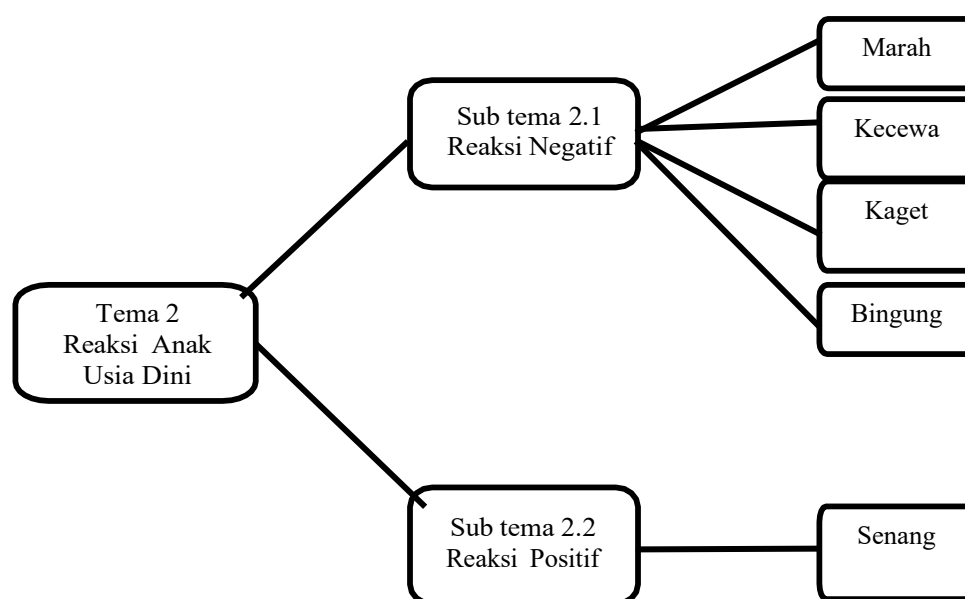 Tema 2
Reaksi Anak
Usia Dini
Sub tema 2.1
Reaksi Negatif
Marah
Kecewa
Kaget
Bingung
Sub tema 2.2
Reaksi Positif
Senang